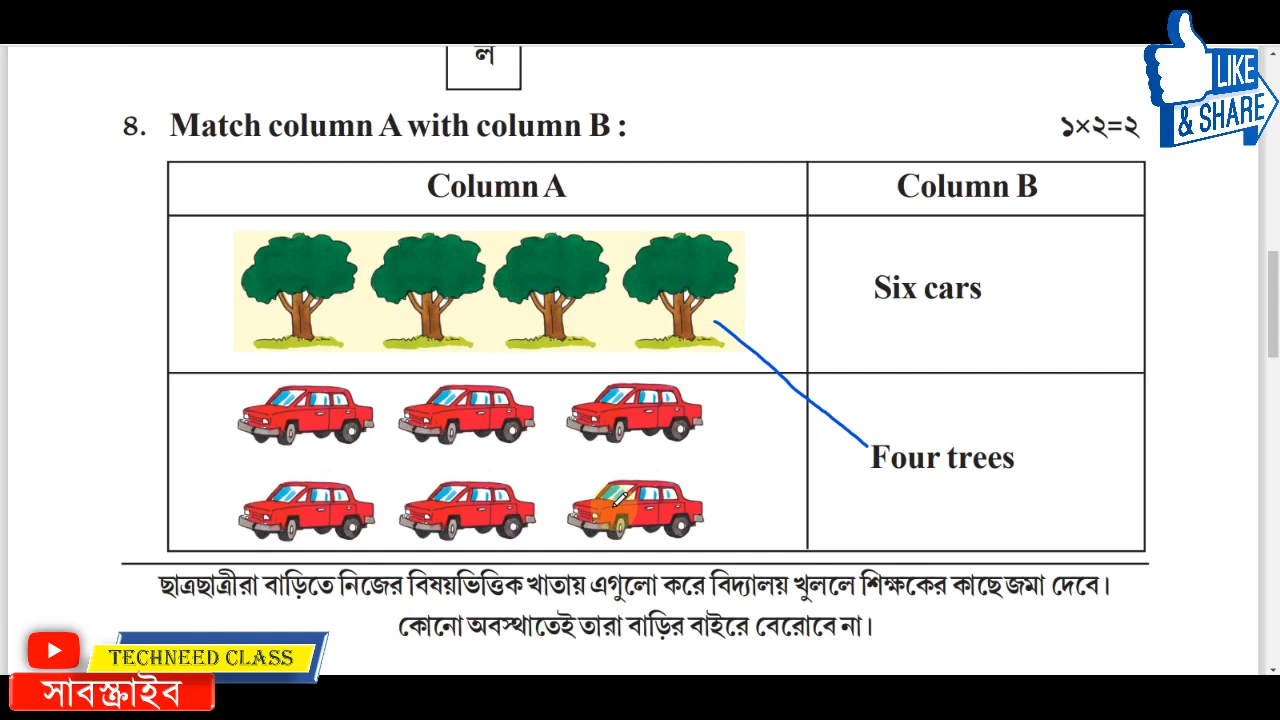 ল
৪. Match column A with column B : ১×২=২
Column A Column B
Six cars
Four trees
ছাত্রছাত্রীরা বাড়িতে নিজের বিষয়ভিত্তিক খাতায় এগুলো করে বিদ্যালয় খুললে শিক্ষকের কাছে জমা দেবে।
কোনো অবস্থাতেই তারা বাড়ির বাইরে বেরোবে না।
LIKE
& SHARE
TECHNEED CLASS
সাবস্ক্রাইব